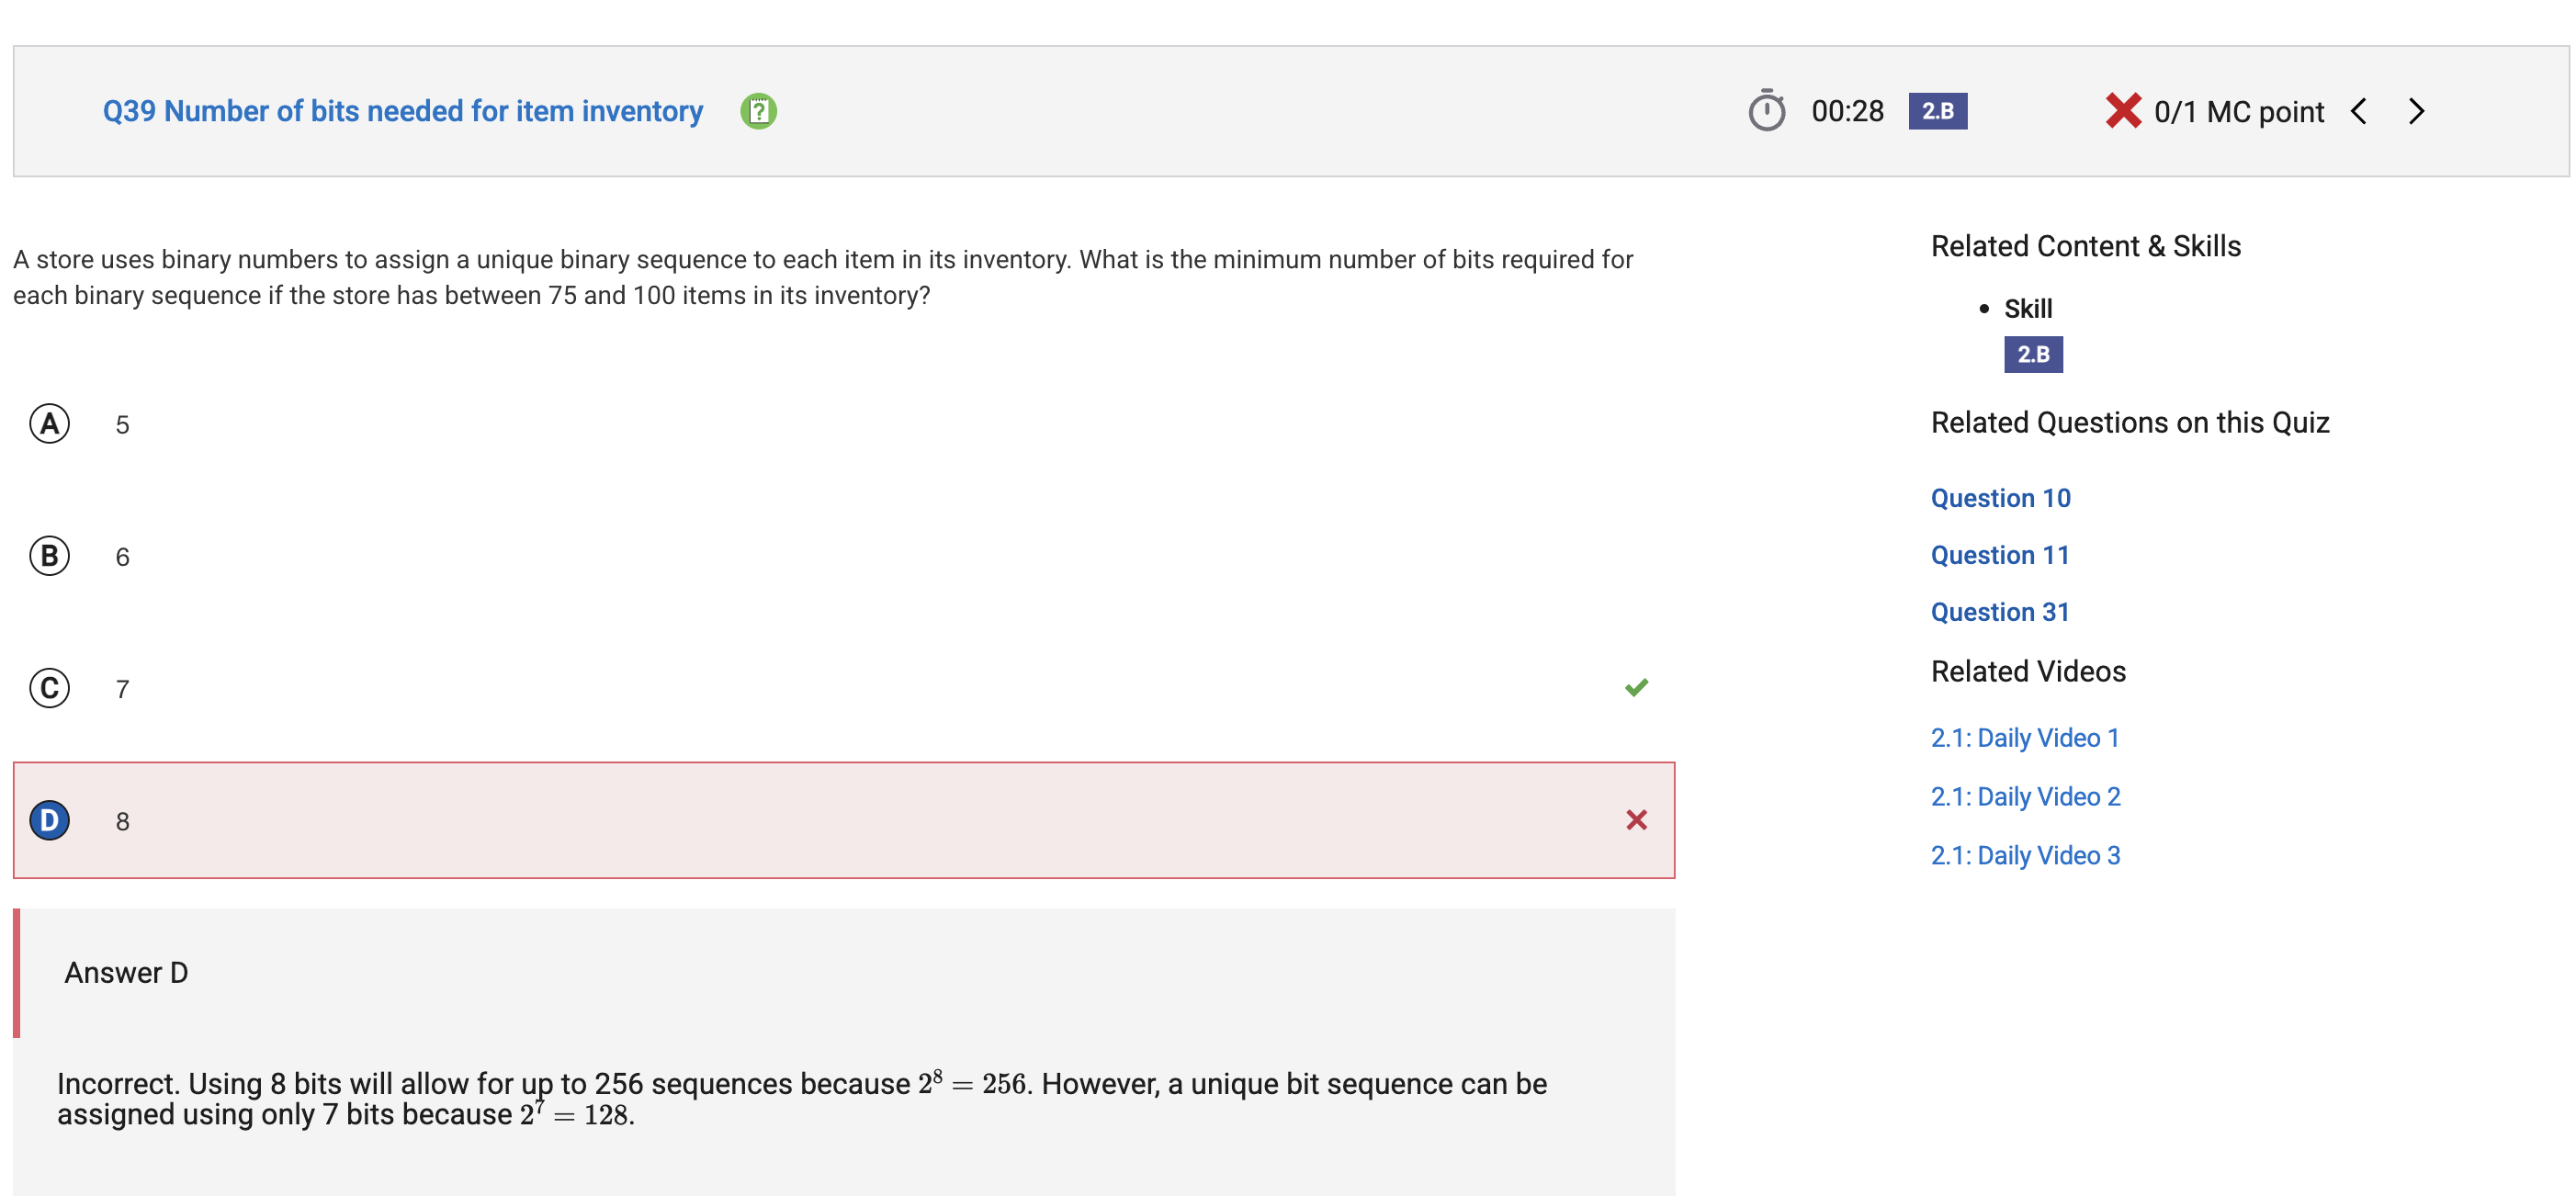 Q39 Number of bits needed for item inventory
00:28 2.B 0/1 MC point
A store uses binary numbers to assign a unique binary sequence to each item in its inventory. What is the minimum number of bits required for
each binary sequence if the store has between 75 and 100 items in its inventory?
A 5
B 6
C 7
D 8
Answer D
Incorrect. Using 8 bits will allow for up to 256 sequences because 2⁸ = 256. However, a unique bit sequence can be
assigned using only 7 bits because 2⁷ = 128.
Related Content & Skills
• Skill
2.B
Related Questions on this Quiz
Question 10
Question 11
Question 31
Related Videos
2.1: Daily Video 1
2.1: Daily Video 2
2.1: Daily Video 3